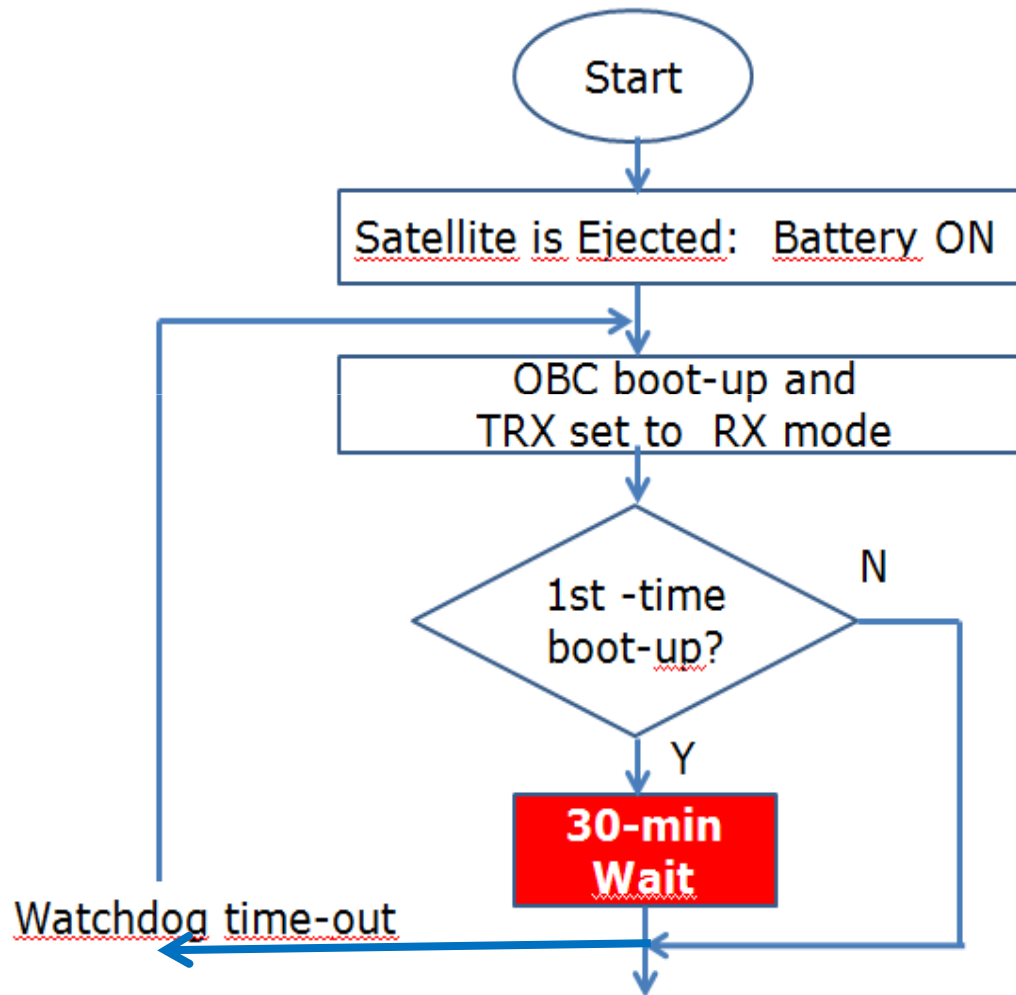 Start
Satellite is Ejected: Battery ON
OBC boot-up and
TRX set to RX mode
1st -time
boot-up?
N
Y
30-min
Wait
Watchdog time-out